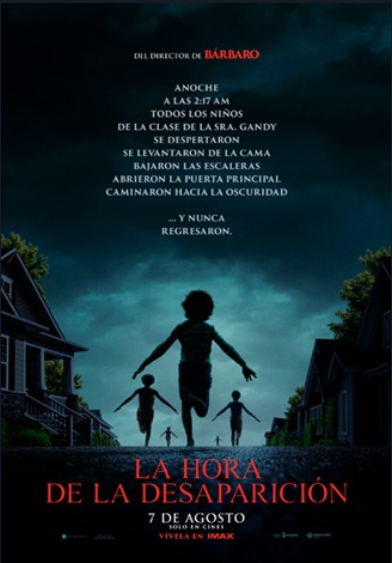 DEL DIRECTOR DE BÁRBARO
ANOCHE
A LAS 2:17 AM
TODOS LOS NIÑOS
DE LA CLASE DE LA SRA. GANDY
SE DESPERTARON
SE LEVANTARON DE LA CAMA
BAJARON LAS ESCALERAS
ABRIERON LA PUERTA PRINCIPAL
CAMINARON HACIA LA OSCURIDAD
... Y NUNCA
REGRESARON.
LA HORA
DE LA DESAPARICIÓN
7 DE AGOSTO
SOLO EN CINES
VÍVELA EN IMAX